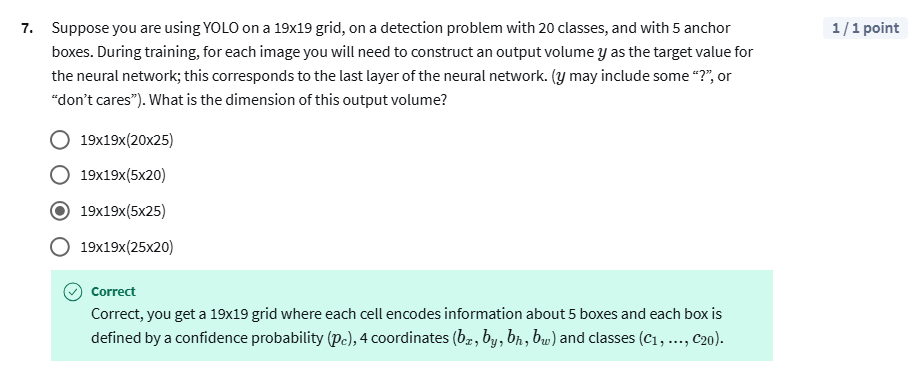 7. Suppose you are using YOLO on a 19x19 grid, on a detection problem with 20 classes, and with 5 anchor
1 / 1 point
boxes. During training, for each image you will need to construct an output volume y as the target value for
the neural network; this corresponds to the last layer of the neural network. (y may include some “?”, or
“don’t cares”). What is the dimension of this output volume?
19x19x(20x25)
19x19x(5x20)
19x19x(5x25)
19x19x(25x20)
Correct
Correct, you get a 19x19 grid where each cell encodes information about 5 boxes and each box is
defined by a confidence probability (p_c), 4 coordinates (b_x, b_y, b_h, b_w) and classes (c_1, ..., c_20).